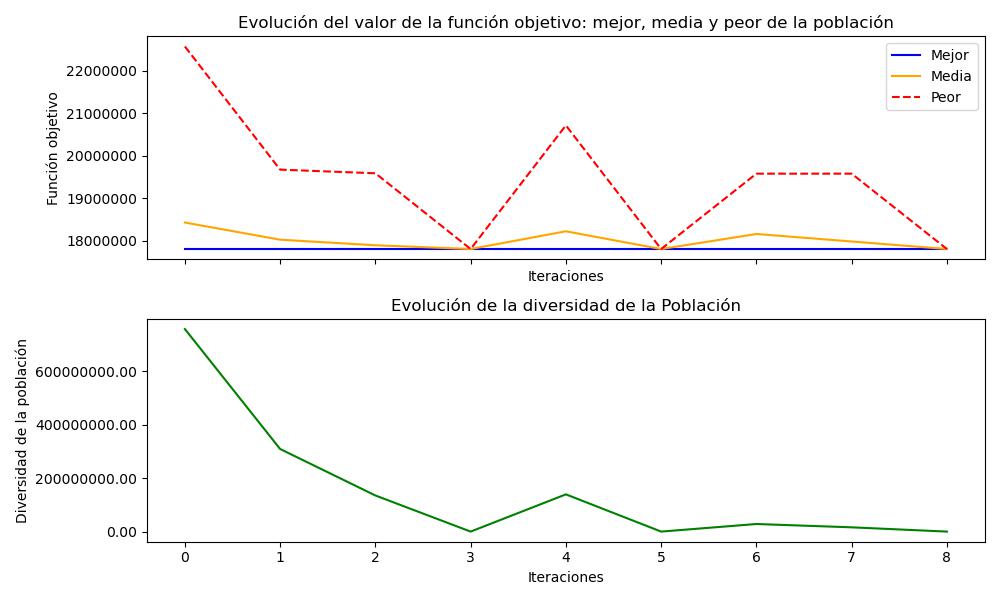 Evolución del valor de la función objetivo: mejor, media y peor de la población
Función objetivo
22000000
21000000
20000000
19000000
18000000
Mejor
Media
Peor
Iteraciones
Evolución de la diversidad de la Población
Diversidad de la población
600000000.00
400000000.00
200000000.00
0.00
0 1 2 3 4 5 6 7 8
Iteraciones